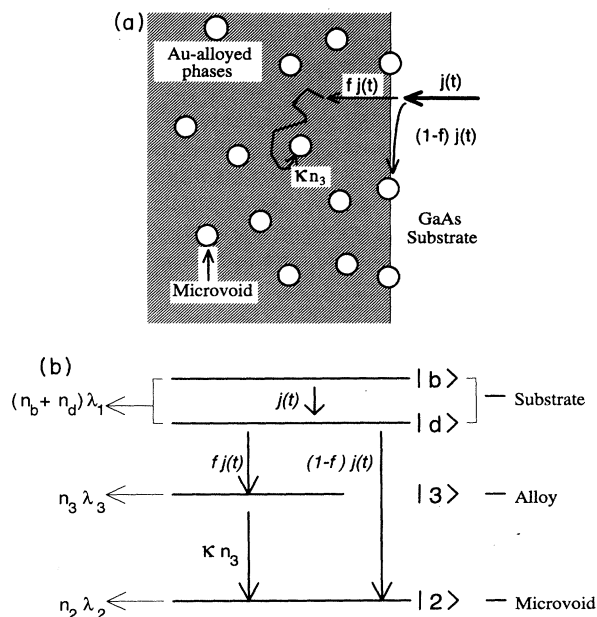 (a)
Au-alloyed
phases
f j(t)
j(t)
(1-f) j(t)
κn₃
GaAs
Substrate
Microvoid
(b)
|b>
(n_b + n_d)λ₁
j(t)
Substrate
|d>
f j(t)
(1-f) j(t)
n₃ λ₃
|3>
Alloy
κ n₃
n₂ λ₂
|2>
Microvoid